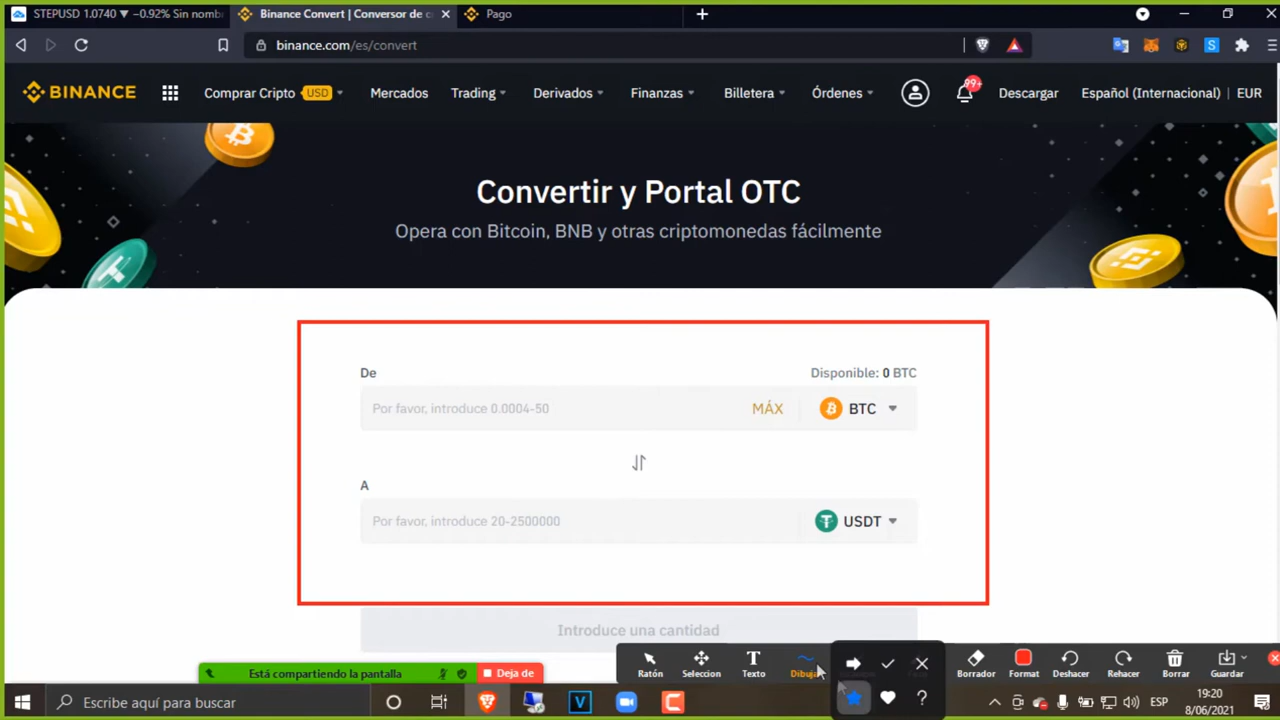 STEPUSD 1.0740 ▼ −0.92% Sin nomb
Binance Convert | Conversor de c
Pago
binance.com/es/convert
BINANCE
Comprar Cripto USD
Mercados
Trading
Derivados
Finanzas
Billetera
Órdenes
99+
Descargar
Español (Internacional) | EUR
Convertir y Portal OTC
Opera con Bitcoin, BNB y otras criptomonedas fácilmente
De
Disponible: 0 BTC
Por favor, introduce 0.0004-50
MÁX
BTC
A
Por favor, introduce 20-2500000
USDT
Introduce una cantidad
Está compartiendo la pantalla
Deja de
Ratón
Selección
Texto
Dibuja
Borrador
Format
Deshacer
Rehacer
Borrar
Guardar
Escribe aquí para buscar
ESP
19:20
8/06/2021